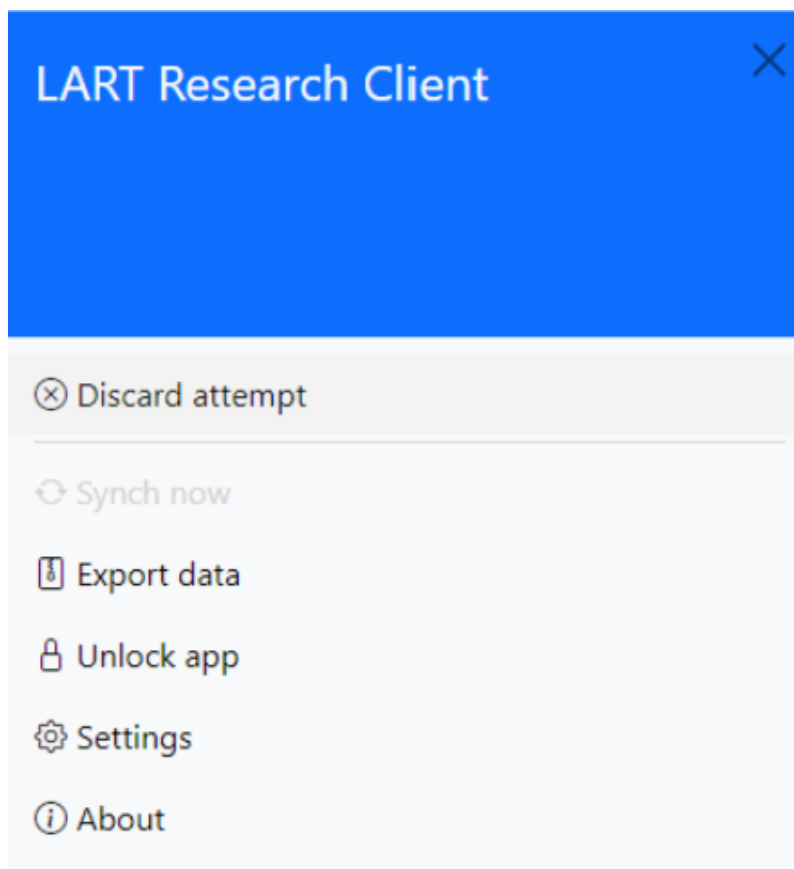 LART Research Client
Discard attempt
Synch now
Export data
Unlock app
Settings
About